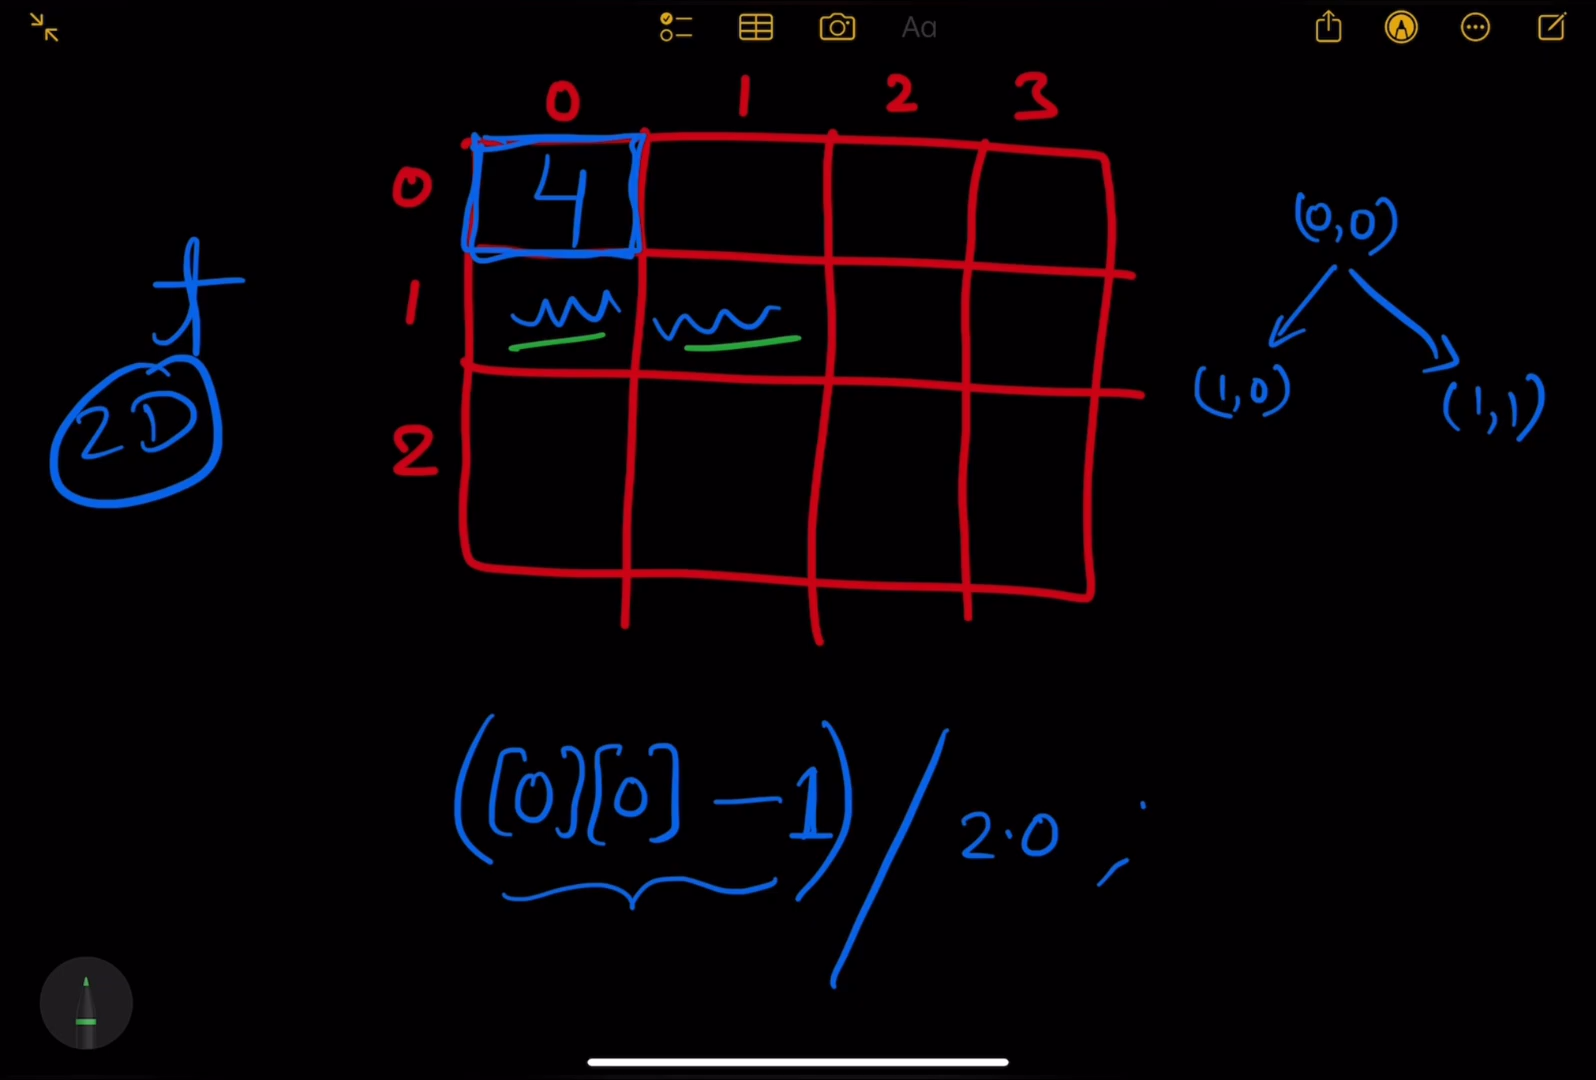 Aa
0 1 2 3
0 4
1
2
2D
(0,0)
(1,0) (1,1)
([0][0] - 1) / 2.0 ;